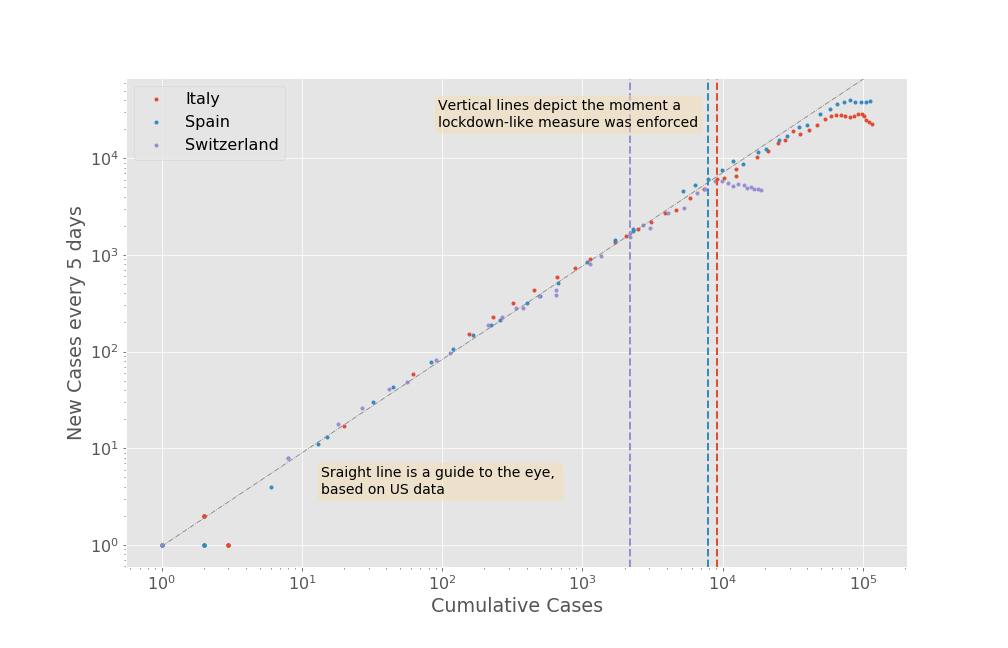 Italy
Spain
Switzerland
Vertical lines depict the moment a
lockdown-like measure was enforced
Sraight line is a guide to the eye,
based on US data
New Cases every 5 days
10⁴
10³
10²
10¹
10⁰
10⁰ 10¹ 10² 10³ 10⁴ 10⁵
Cumulative Cases